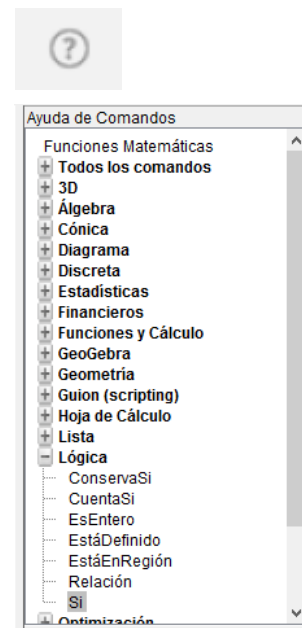 ?
Ayuda de Comandos
Funciones Matemáticas
Todos los comandos
3D
Álgebra
Cónica
Diagrama
Discreta
Estadísticas
Financieros
Funciones y Cálculo
GeoGebra
Geometría
Guion (scripting)
Hoja de Cálculo
Lista
Lógica
ConservaSi
CuentaSi
EsEntero
EstáDefinido
EstáEnRegión
Relación
Si
Optimización